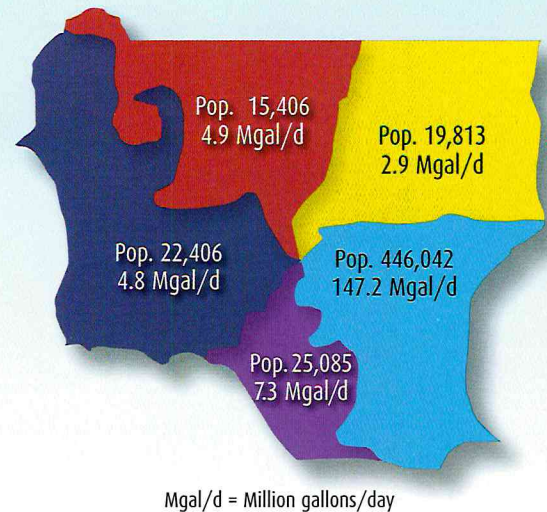 Pop. 15,406
4.9 Mgal/d
Pop. 19,813
2.9 Mgal/d
Pop. 22,406
4.8 Mgal/d
Pop. 446,042
147.2 Mgal/d
Pop. 25,085
7.3 Mgal/d
Mgal/d = Million gallons/day